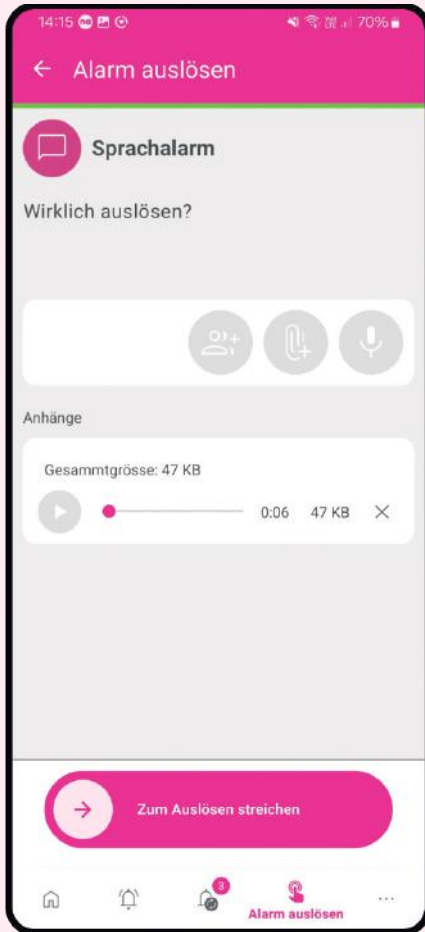 14:15
70%
Alarm auslösen
Sprachalarm
Wirklich auslösen?
Anhänge
Gesammtgrösse: 47 KB
0:06 47 KB
Zum Auslösen streichen
3
Alarm auslösen